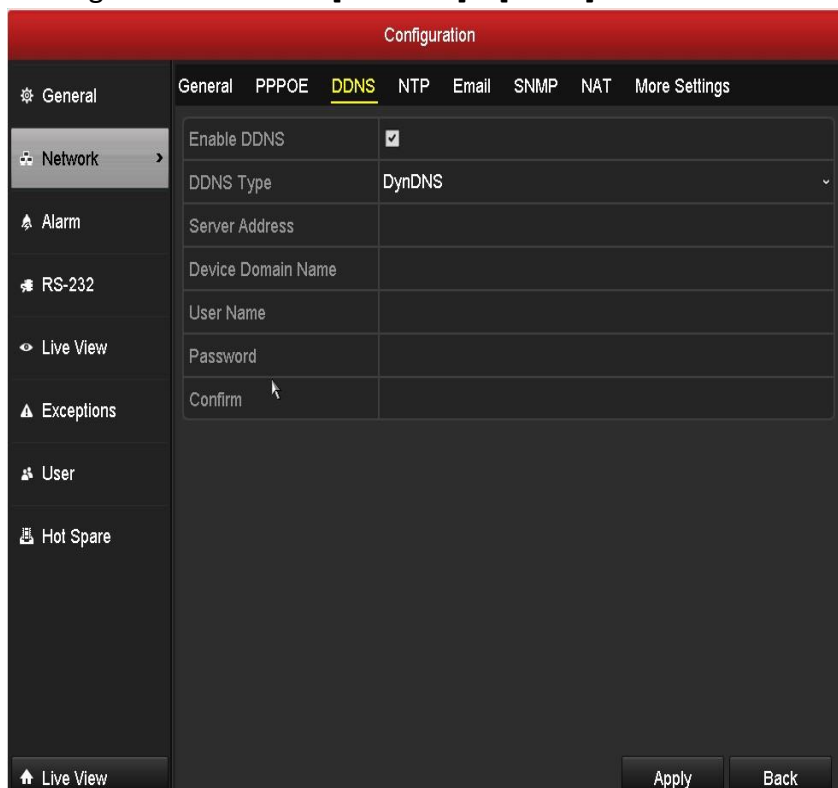 Configuration
General
Network
Alarm
RS-232
Live View
Exceptions
User
Hot Spare
Live View
General PPPOE DDNS NTP Email SNMP NAT More Settings
Enable DDNS
DDNS Type DynDNS
Server Address
Device Domain Name
User Name
Password
Confirm
Apply Back